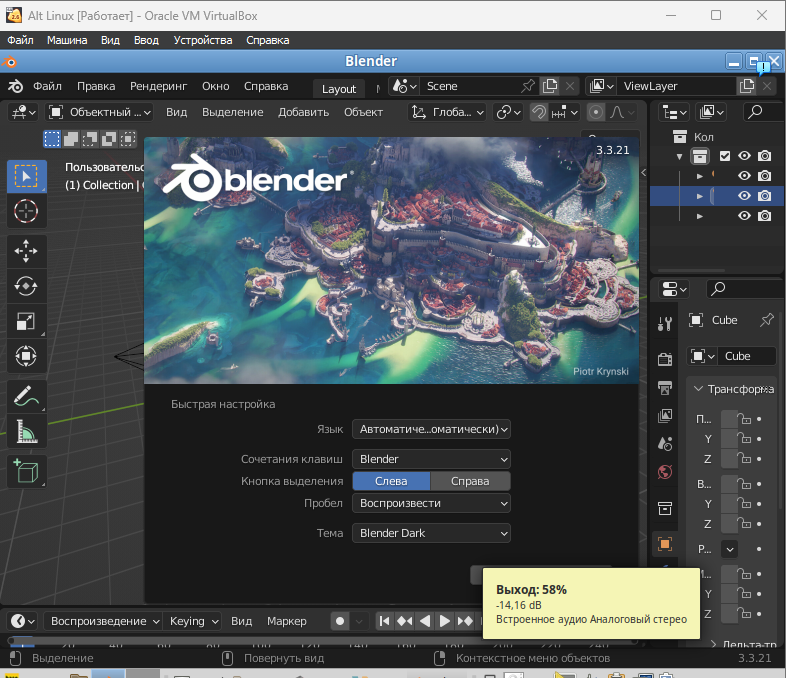 Alt Linux [Работает] - Oracle VM VirtualBox
Файл Машина Вид Ввод Устройства Справка
Blender
Файл Правка Рендеринг Окно Справка Layout Scene ViewLayer
Объектный ... Вид Выделение Добавить Объект Глоба...
Кол
Пользовательс
(1) Collection |
3.3.21
blender
Piotr Krynski
Быстрая настройка
Язык Автоматиче...оматически)
Сочетания клавиш Blender
Кнопка выделения Слева Справа
Пробел Воспроизвести
Тема Blender Dark
Cube
Cube
Трансформа
П...
Y
Z
В...
Y
Z
Р...
Y
Z
Выход: 58%
-14,16 dB
Встроенное аудио Аналоговый стерео
Дельта-тр
Воспроизведение Keying Вид Маркер
Выделение Повернуть вид Контекстное меню объектов 3.3.21